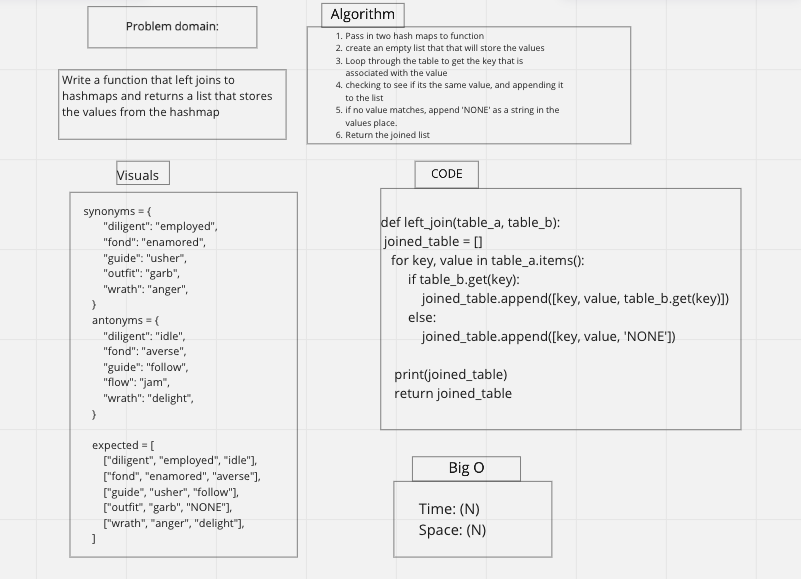 Problem domain:
Write a function that left joins to
hashmaps and returns a list that stores
the values from the hashmap
Algorithm
1. Pass in two hash maps to function
2. create an empty list that that will store the values
3. Loop through the table to get the key that is
associated with the value
4. checking to see if its the same value, and appending it
to the list
5. if no value matches, append 'NONE' as a string in the
values place.
6. Return the joined list
Visuals
synonyms = {
"diligent": "employed",
"fond": "enamored",
"guide": "usher",
"outfit": "garb",
"wrath": "anger",
}
antonyms = {
"diligent": "idle",
"fond": "averse",
"guide": "follow",
"flow": "jam",
"wrath": "delight",
}
expected = [
["diligent", "employed", "idle"],
["fond", "enamored", "averse"],
["guide", "usher", "follow"],
["outfit", "garb", "NONE"],
["wrath", "anger", "delight"],
]
CODE
def left_join(table_a, table_b):
joined_table = []
for key, value in table_a.items():
if table_b.get(key):
joined_table.append([key, value, table_b.get(key)])
else:
joined_table.append([key, value, 'NONE'])
print(joined_table)
return joined_table
Big O
Time: (N)
Space: (N)